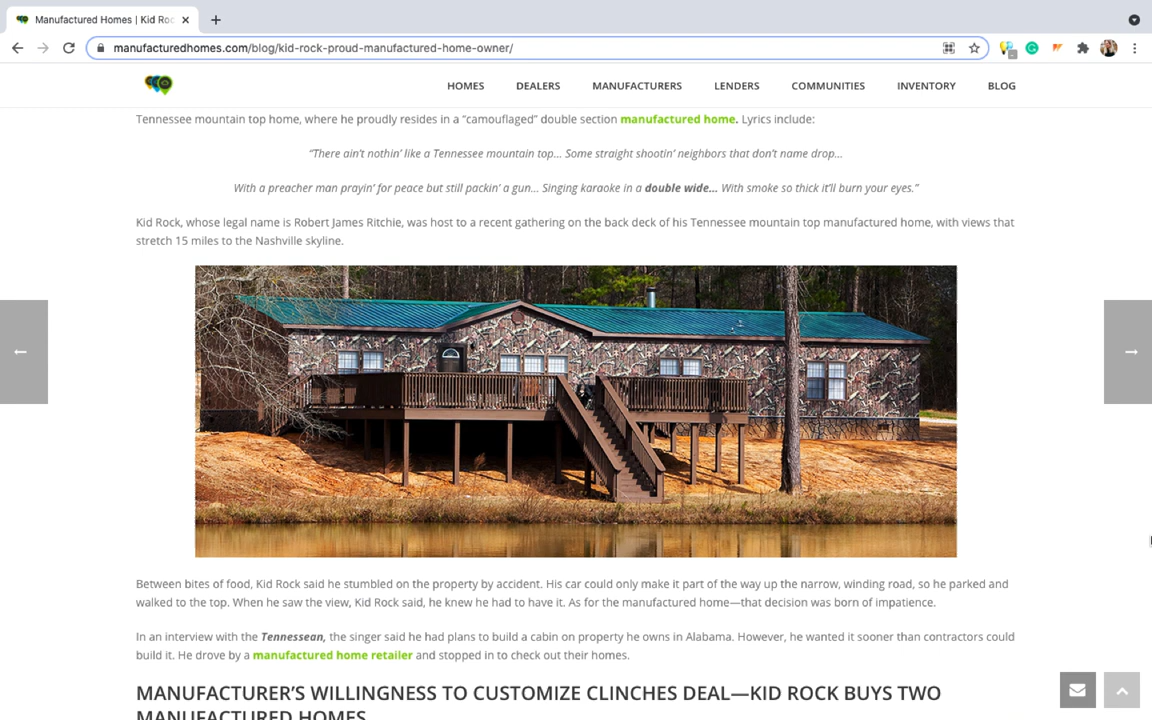 Manufactured Homes | Kid Roc
manufacturedhomes.com/blog/kid-rock-proud-manufactured-home-owner/
HOMES DEALERS MANUFACTURERS LENDERS COMMUNITIES INVENTORY BLOG
Tennessee mountain top home, where he proudly resides in a “camouflaged” double section manufactured home. Lyrics include:
“There ain’t nothin’ like a Tennessee mountain top… Some straight shootin’ neighbors that don’t name drop…
With a preacher man prayin’ for peace but still packin’ a gun… Singing karaoke in a double wide… With smoke so thick it’ll burn your eyes.”
Kid Rock, whose legal name is Robert James Ritchie, was host to a recent gathering on the back deck of his Tennessee mountain top manufactured home, with views that
stretch 15 miles to the Nashville skyline.
Between bites of food, Kid Rock said he stumbled on the property by accident. His car could only make it part of the way up the narrow, winding road, so he parked and
walked to the top. When he saw the view, Kid Rock said, he knew he had to have it. As for the manufactured home—that decision was born of impatience.
In an interview with the Tennessean, the singer said he had plans to build a cabin on property he owns in Alabama. However, he wanted it sooner than contractors could
build it. He drove by a manufactured home retailer and stopped in to check out their homes.
MANUFACTURER’S WILLINGNESS TO CUSTOMIZE CLINCHES DEAL—KID ROCK BUYS TWO
MANUFACTURED HOMES